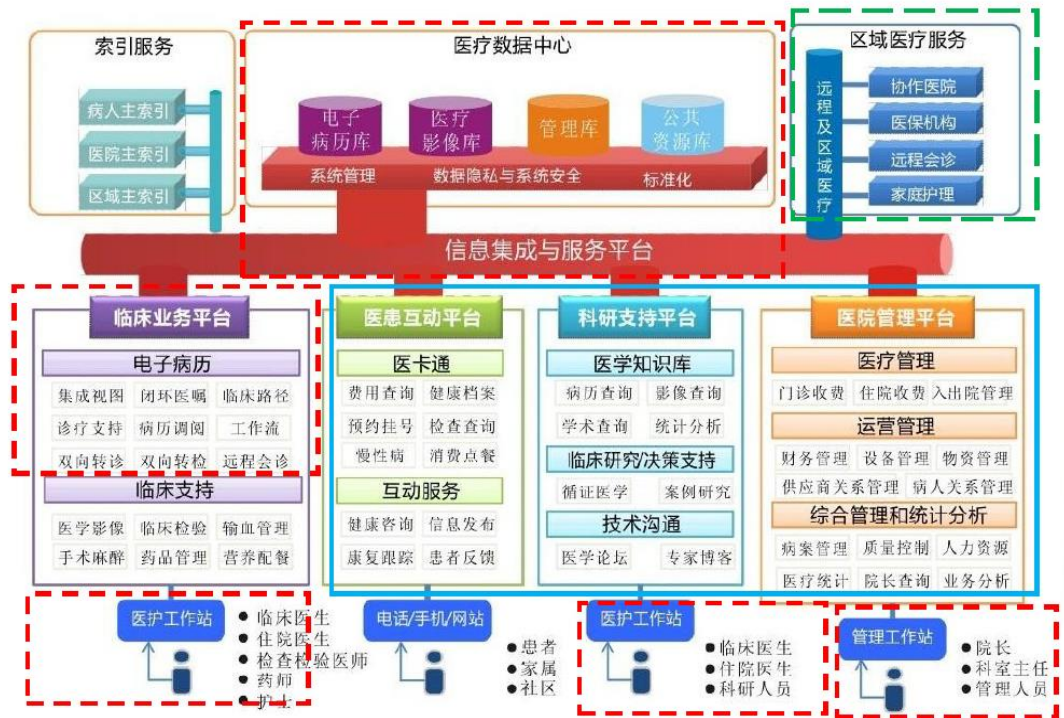 索引服务
病人主索引
医院主索引
区域主索引
医疗数据中心
电子
病历库
医疗
影像库
管理库
公共
资源库
系统管理 数据隐私与系统安全 标准化
区域医疗服务
远程及区域医疗
协作医院
医保机构
远程会诊
家庭护理
信息集成与服务平台
临床业务平台
电子病历
集成视图 闭环医嘱 临床路径
诊疗支持 病历调阅 工作流
双向转诊 双向转检 远程会诊
临床支持
医学影像 临床检验 输血管理
手术麻醉 药品管理 营养配餐
医患互动平台
医卡通
费用查询 健康档案
预约挂号 检查查询
慢性病 消费点餐
互动服务
健康咨询 信息发布
康复跟踪 患者反馈
科研支持平台
医学知识库
病历查询 影像查询
学术查询 统计分析
临床研究/决策支持
循证医学 案例研究
技术沟通
医学论坛 专家博客
医院管理平台
医疗管理
门诊收费 住院收费 入出院管理
运营管理
财务管理 设备管理 物资管理
供应商关系管理 病人关系管理
综合管理和统计分析
病案管理 质量控制 人力资源
医疗统计 院长查询 业务分析
医护工作站
● 临床医生
● 住院医生
● 检查检验医师
● 药师
● 护士
电话/手机/网站
● 患者
● 家属
● 社区
医护工作站
● 临床医生
● 住院医生
● 科研人员
管理工作站
● 院长
● 科室主任
● 管理人员